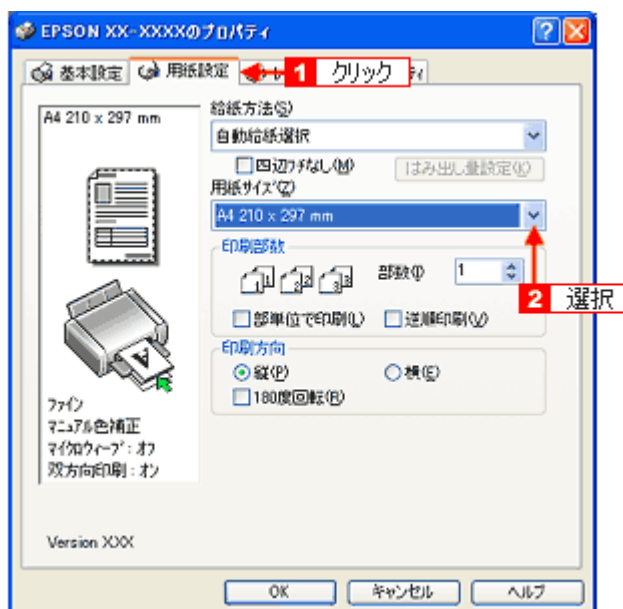 EPSON XX-XXXXのプロパティ
基本設定 用紙設定 1 クリック ティ
A4 210 x 297 mm
給紙方法(S)
自動給紙選択
四辺フチなし(M) はみ出し量設定(K)
用紙サイズ(Z)
A4 210 x 297 mm
印刷部数
部数(I) 1
2 選択
部単位で印刷(L) 逆順印刷(V)
印刷方向
縦(P) 横(E)
180度回転(R)
ファイン
マニュアル色補正
マイクロウィーブ : オフ
双方向印刷 : オン
Version XXX
OK キャンセル ヘルプ